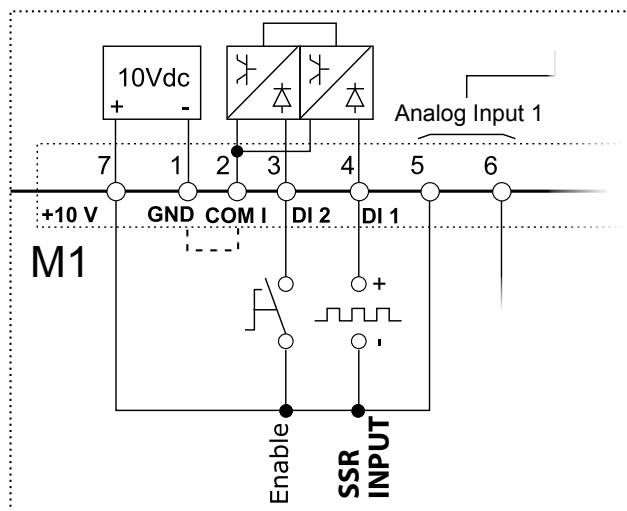 10Vdc
+ -
Analog Input 1
7 1 2 3 4 5 6
+10 V GND COM I DI 2 DI 1
M1
+
-
Enable
SSR
INPUT